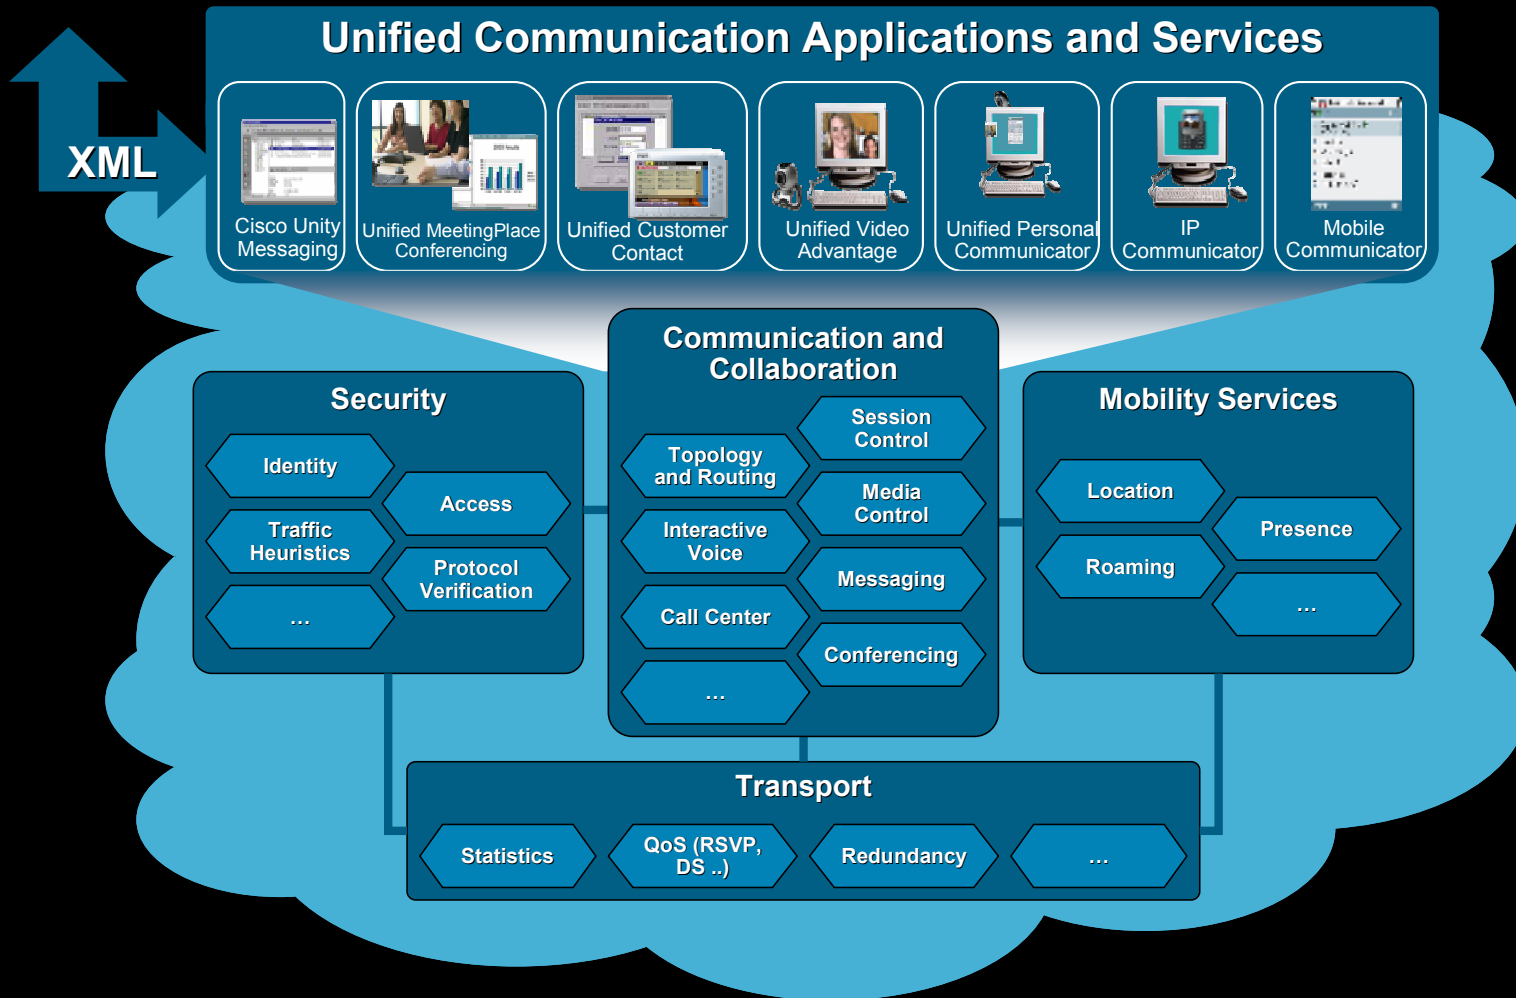 Unified Communication Applications and Services
XML
Cisco Unity
Messaging
Unified MeetingPlace
Conferencing
Unified Customer
Contact
Unified Video
Advantage
Unified Personal
Communicator
IP
Communicator
Mobile
Communicator
Communication and
Collaboration
Security
Mobility Services
Identity
Access
Traffic
Heuristics
Protocol
Verification
...
Session
Control
Topology
and Routing
Media
Control
Interactive
Voice
Messaging
Call Center
Conferencing
...
Location
Presence
Roaming
...
Transport
Statistics
QoS (RSVP,
DS ..)
Redundancy
...